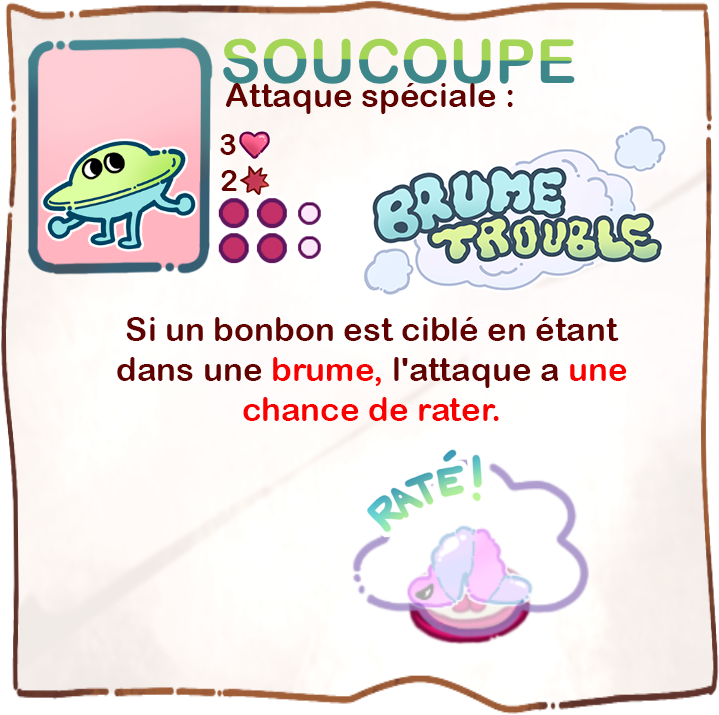 SOUCOUPE
Attaque spéciale :
3
2
BRUME
TROUBLE
Si un bonbon est ciblé en étant
dans une brume, l'attaque a une
chance de rater.
RATÉ!